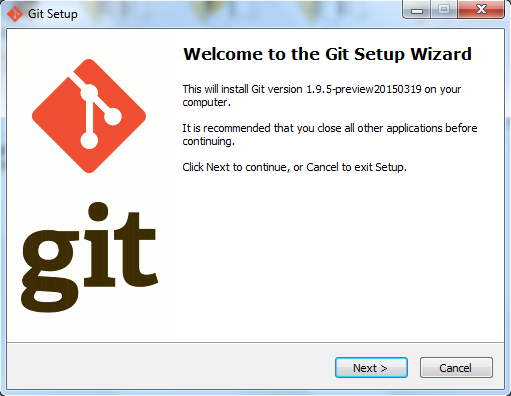 Git Setup
Welcome to the Git Setup Wizard
This will install Git version 1.9.5-preview20150319 on your
computer.
It is recommended that you close all other applications before
continuing.
Click Next to continue, or Cancel to exit Setup.
git
Next >
Cancel